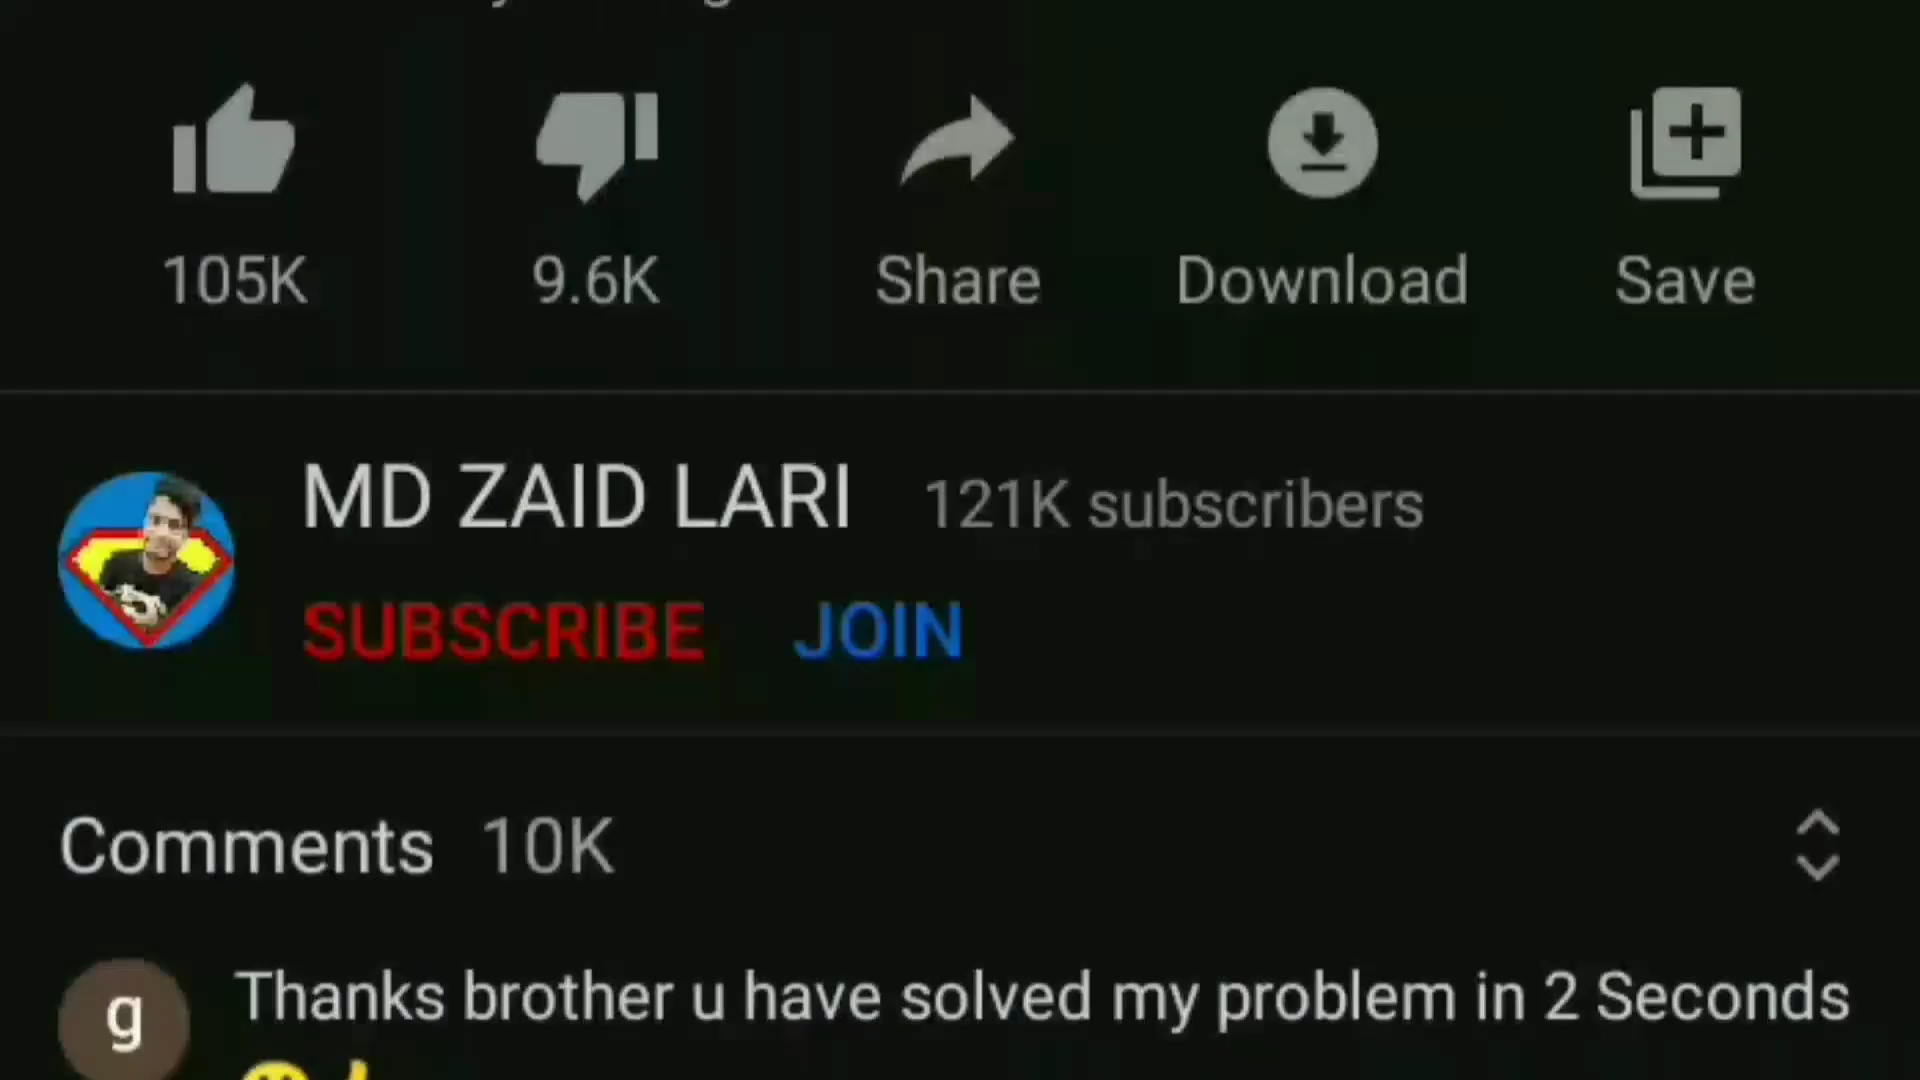 105K
9.6K
Share
Download
Save
MD ZAID LARI 121K subscribers
SUBSCRIBE JOIN
Comments 10K
g
Thanks brother u have solved my problem in 2 Seconds